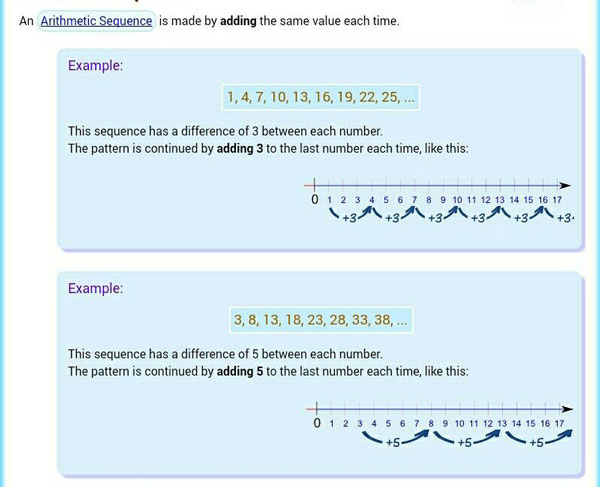 An Arithmetic Sequence is made by adding the same value each time.
Example:
1, 4, 7, 10, 13, 16, 19, 22, 25, ...
This sequence has a difference of 3 between each number.
The pattern is continued by adding 3 to the last number each time, like this:
0 1 2 3 4 5 6 7 8 9 10 11 12 13 14 15 16 17
+3 +3 +3 +3 +3 +3
Example:
3, 8, 13, 18, 23, 28, 33, 38, ...
This sequence has a difference of 5 between each number.
The pattern is continued by adding 5 to the last number each time, like this:
0 1 2 3 4 5 6 7 8 9 10 11 12 13 14 15 16 17
+5 +5 +5